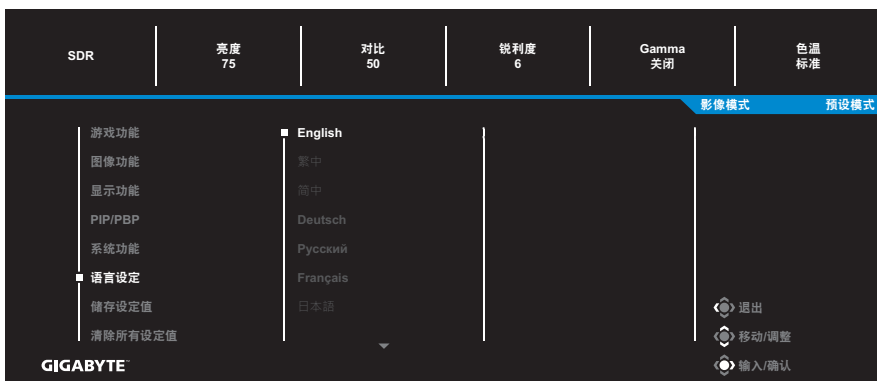 SDR
亮度
75
对比
50
锐利度
6
Gamma
关闭
色温
标准
影像模式 预设模式
游戏功能
图像功能
显示功能
PIP/PBP
系统功能
语言设定
储存设定值
清除所有设定值
English
繁中
简中
Deutsch
Русский
Français
日本語
退出
移动/调整
输入/确认
GIGABYTE™